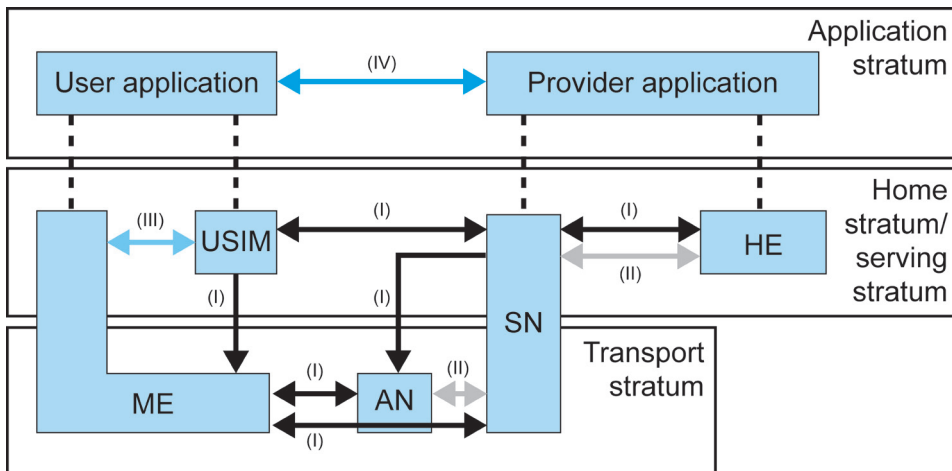 Application
stratum
(IV)
User application
Provider application
Home
stratum/
serving
stratum
(III)
USIM
(I)
(I)
HE
(II)
(I)
(I)
SN
Transport
stratum
(I)
(II)
ME
AN
(I)